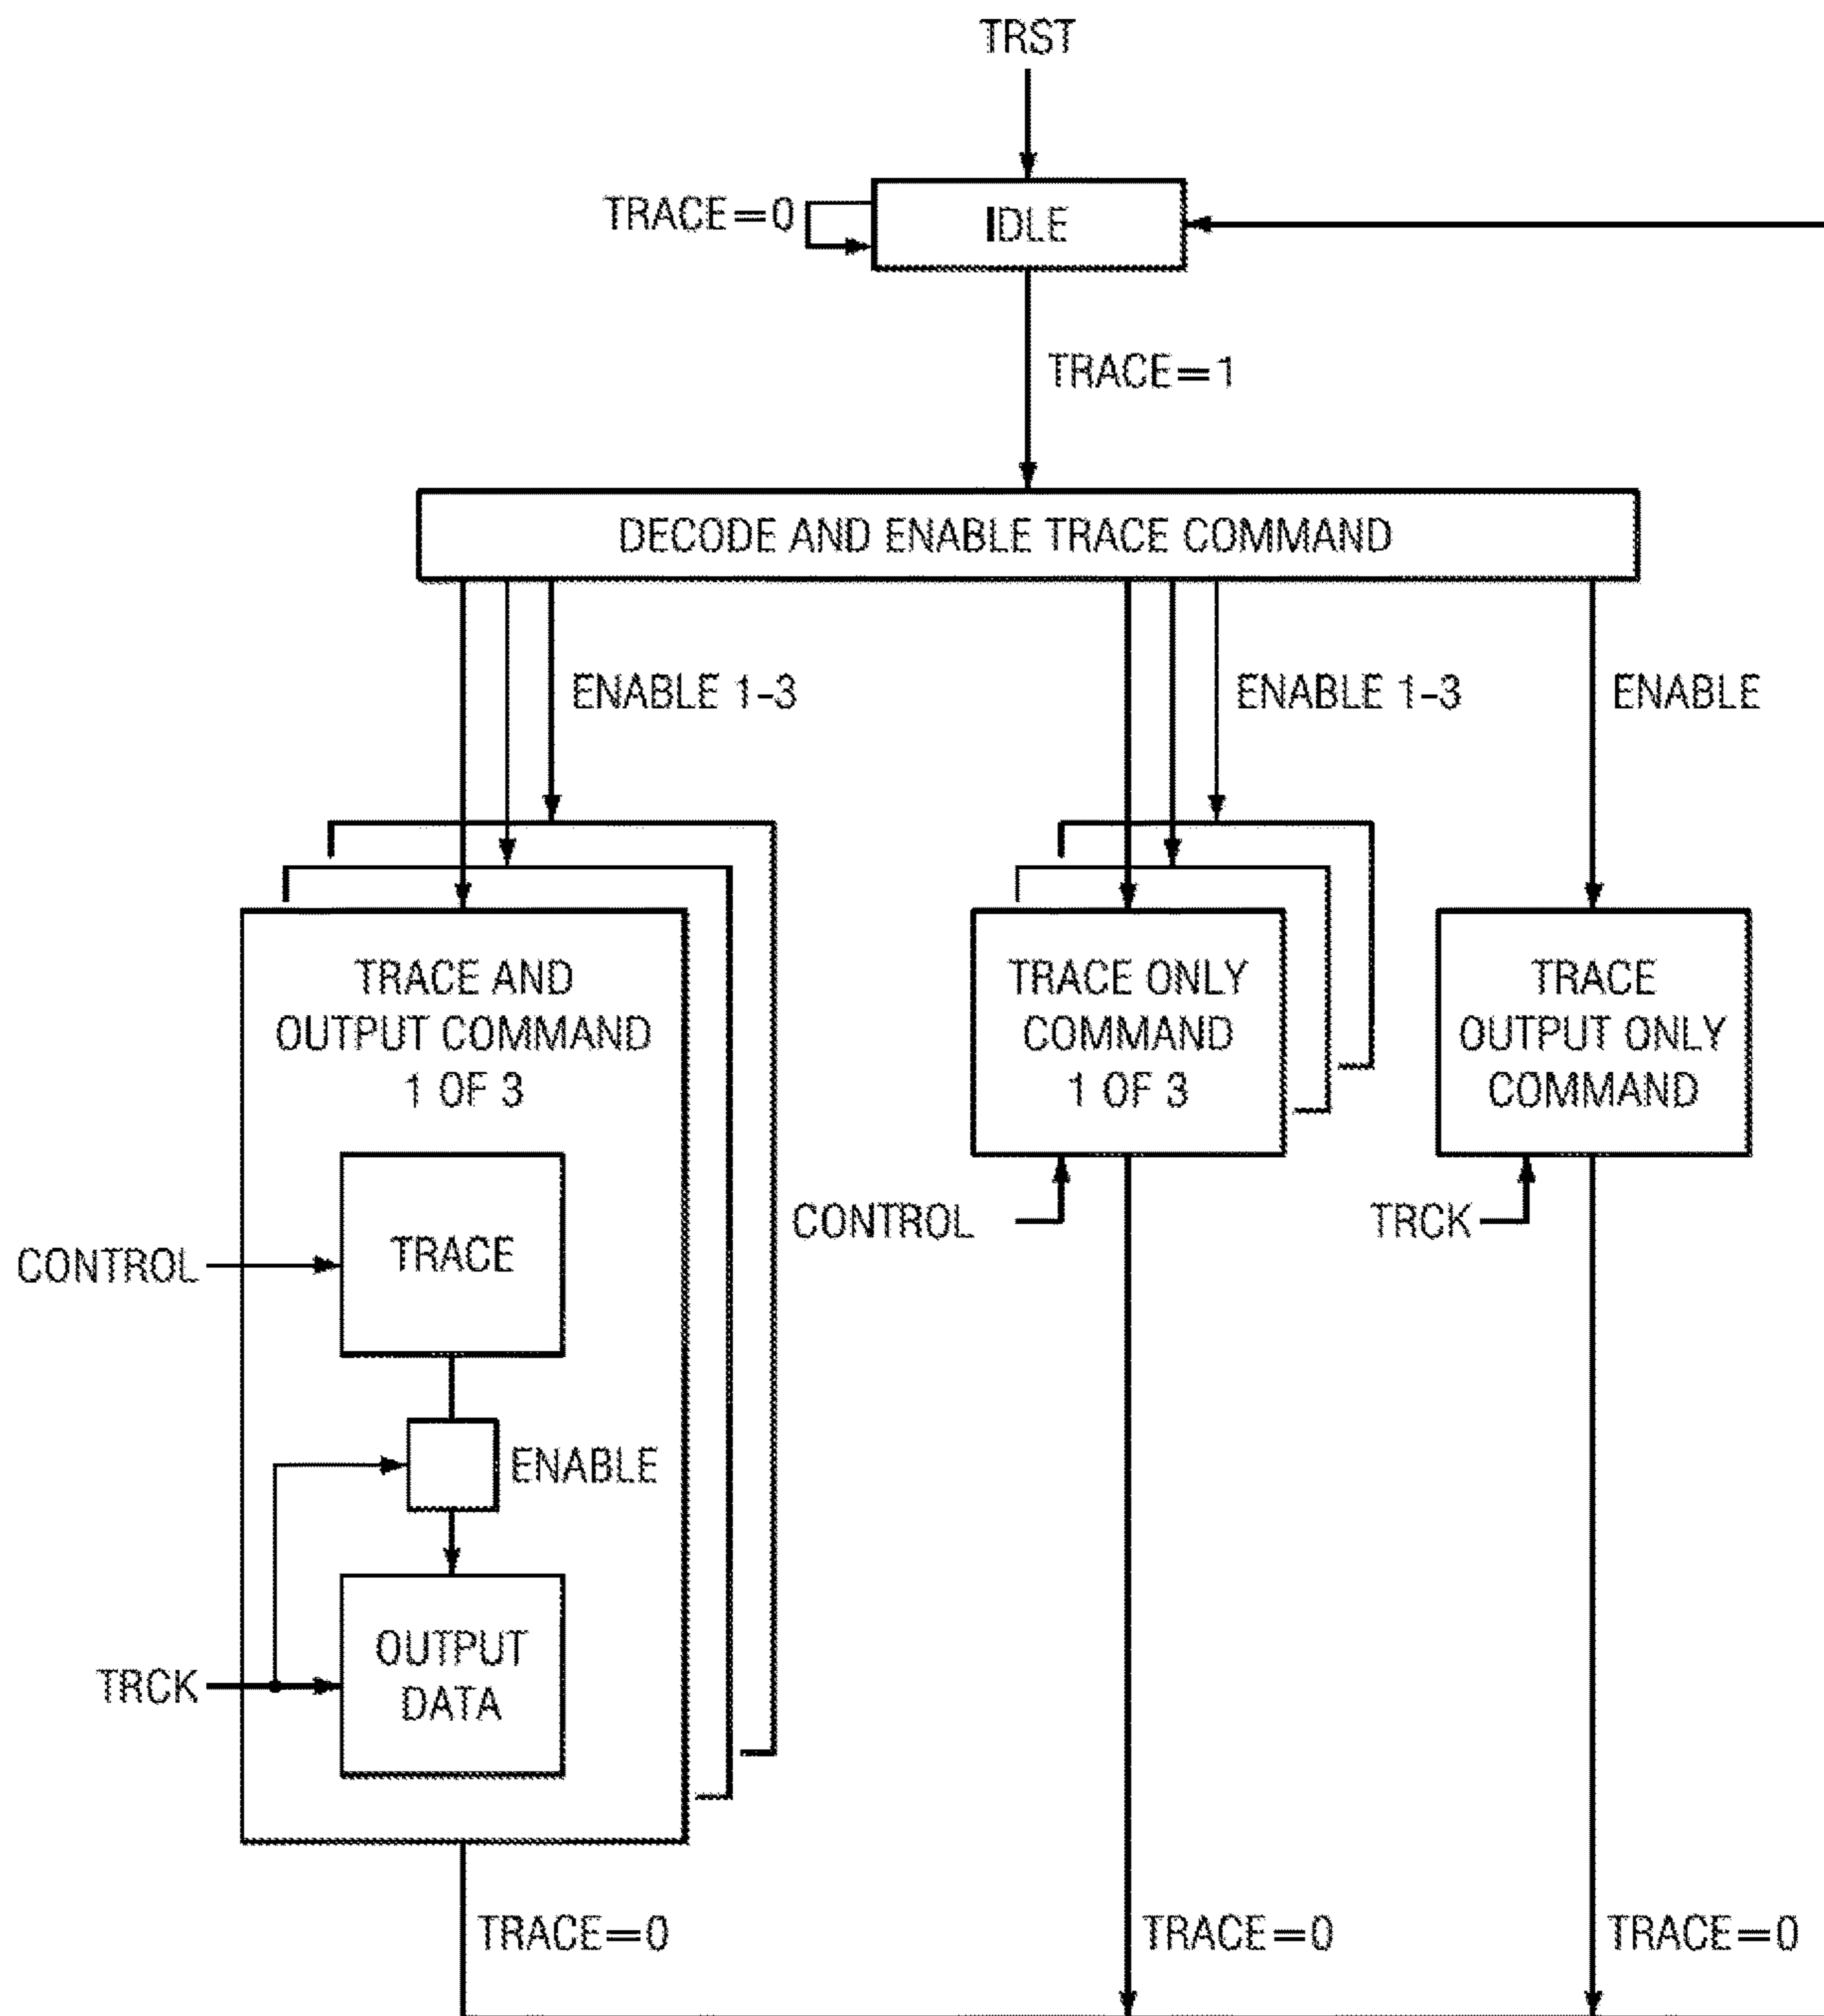 TRST
TRACE=0
IDLE
TRACE=1
DECODE AND ENABLE TRACE COMMAND
ENABLE 1-3
ENABLE 1-3
ENABLE
TRACE AND
OUTPUT COMMAND
1 OF 3
TRACE ONLY
COMMAND
1 OF 3
TRACE
OUTPUT ONLY
COMMAND
CONTROL
TRCK
CONTROL
TRACE
ENABLE
TRCK
OUTPUT
DATA
TRACE=0
TRACE=0
TRACE=0